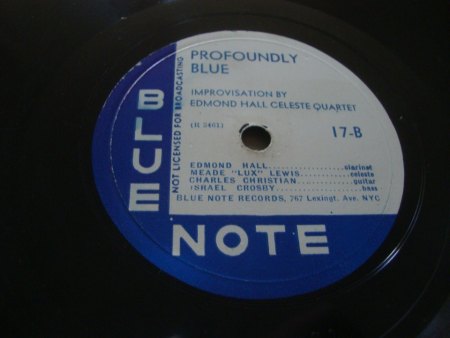 PROFOUNDLY
BLUE
IMPROVISATION BY
EDMOND HALL CELESTE QUARTET
(R 3461)
17-B
NOT LICENSED FOR BROADCASTING
EDMOND HALL..................clarinet
MEADE "LUX" LEWIS..................celeste
CHARLES CHRISTIAN.............guitar
ISRAEL CROSBY....................bass
BLUE NOTE RECORDS, 767 Lexingt. Ave. NYC
BLUE
NOTE